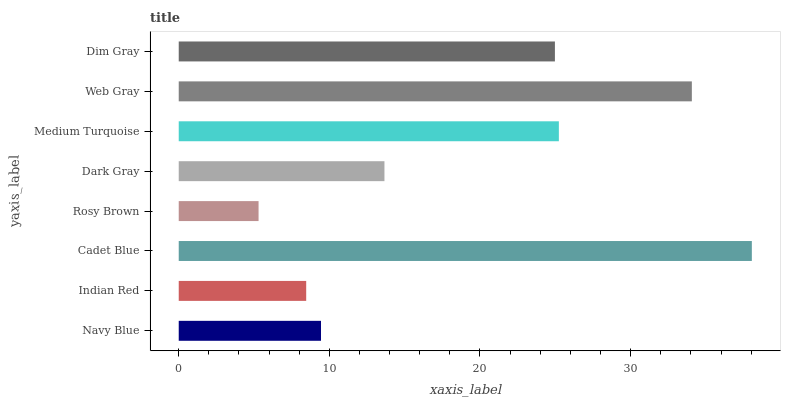 title
Dim Gray
Web Gray
Medium Turquoise
Dark Gray
Rosy Brown
Cadet Blue
Indian Red
Navy Blue
yaxis_label
0 10 20 30
xaxis_label